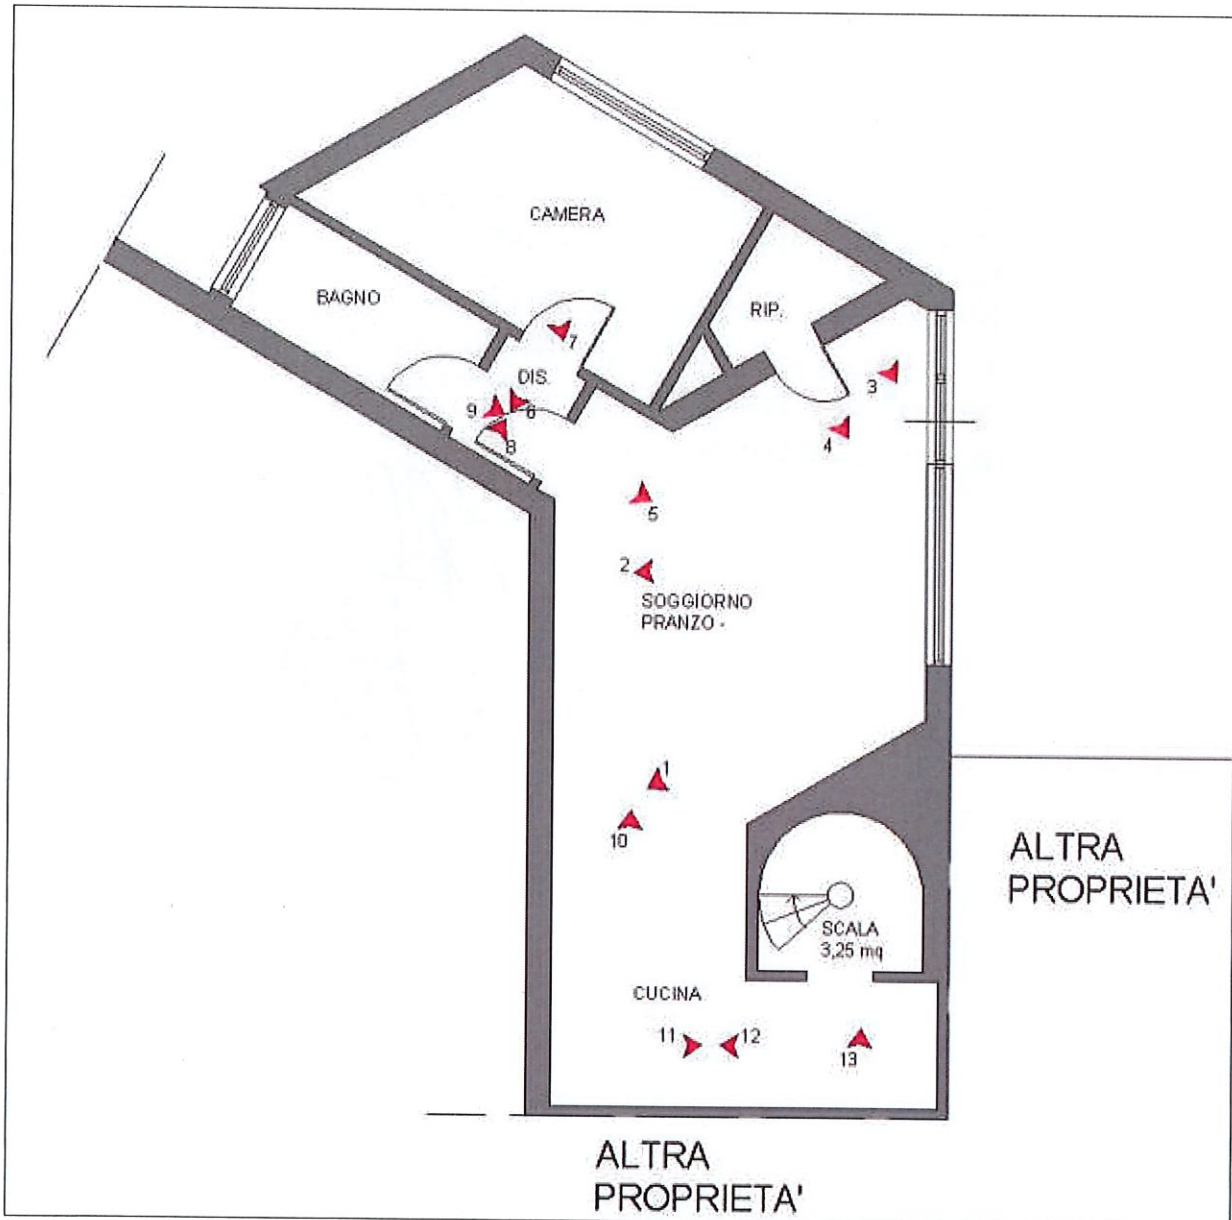 CAMERA
BAGNO
RIP.
7
DIS.
3
9
6
4
8
5
2
SOGGIORNO
PRANZO -
1
10
ALTRA
PROPRIETA'
SCALA
3,25 mq
CUCINA
11
12
13
ALTRA
PROPRIETA'